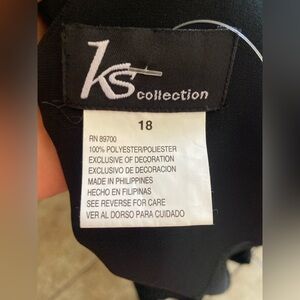 ks collection
18
RN 89700
100% POLYESTER/POLIESTER
EXCLUSIVE OF DECORATION
EXCLUSIVO DE DECORACION
MADE IN PHILIPPINES
HECHO EN FILIPINAS
SEE REVERSE FOR CARE
VER AL DORSO PARA CUIDADO